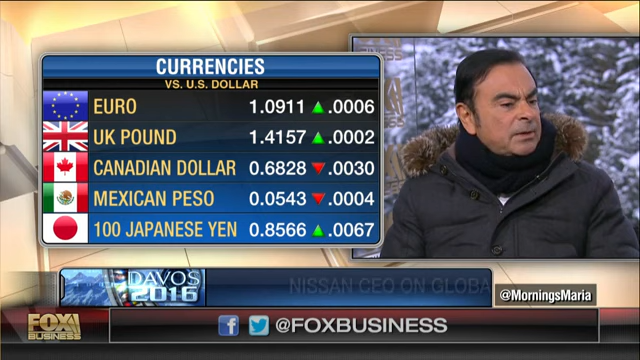 CURRENCIES
VS. U.S. DOLLAR
EURO 1.0911 ▲.0006
UK POUND 1.4157 ▲.0002
CANADIAN DOLLAR 0.6828 ▼.0030
MEXICAN PESO 0.0543 ▼.0004
100 JAPANESE YEN 0.8566 ▲.0067
DAVOS
2016
NISSAN CEO ON GLOBA
@MorningsMaria
FOX
BUSINESS
@FOXBUSINESS